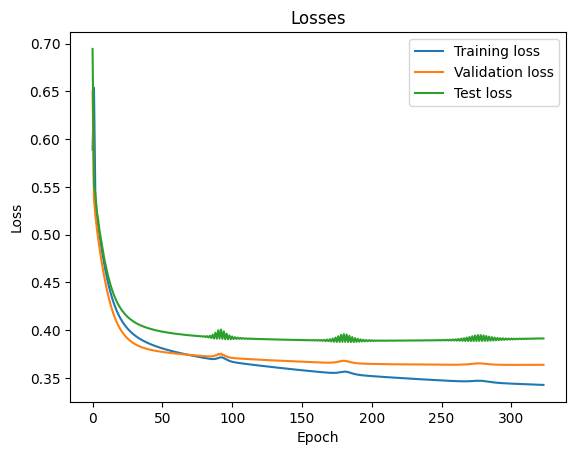 Losses
Training loss
Validation loss
Test loss
0.70
0.65
0.60
0.55
0.50
0.45
0.40
0.35
Loss
0 50 100 150 200 250 300
Epoch